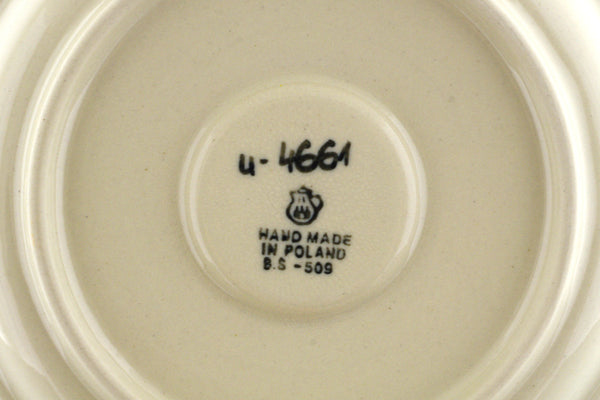 u-4661
HAND MADE
IN POLAND
B.S -509